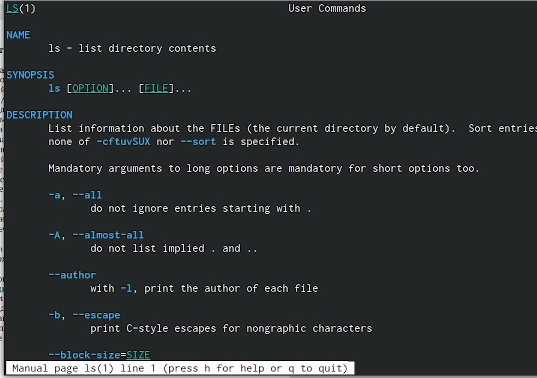 LS(1) User Commands
NAME
ls - list directory contents
SYNOPSIS
ls [OPTION]... [FILE]...
DESCRIPTION
List information about the FILEs (the current directory by default). Sort entries
none of -cftuvSUX nor --sort is specified.
Mandatory arguments to long options are mandatory for short options too.
-a, --all
do not ignore entries starting with .
-A, --almost-all
do not list implied . and ..
--author
with -l, print the author of each file
-b, --escape
print C-style escapes for nongraphic characters
--block-size=SIZE
Manual page ls(1) line 1 (press h for help or q to quit)